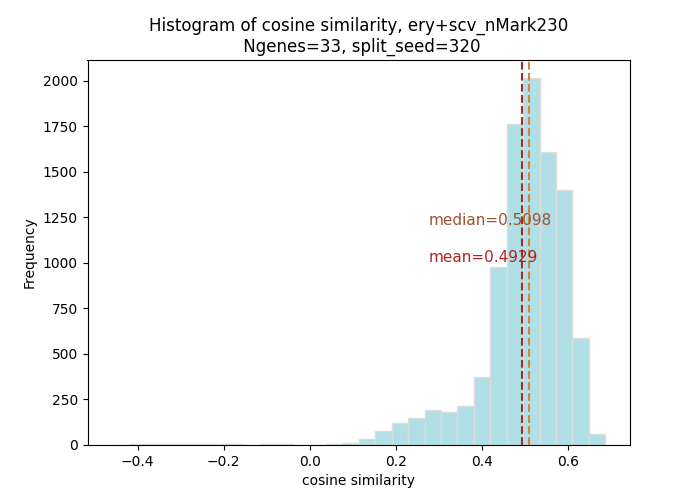 Histogram of cosine similarity, ery+scv_nMark230
Ngenes=33, split_seed=320
2000
1750
1500
1250
1000
750
500
250
0
Frequency
median=0.5098
mean=0.4929
−0.4
−0.2
0.0
0.2
0.4
0.6
cosine similarity